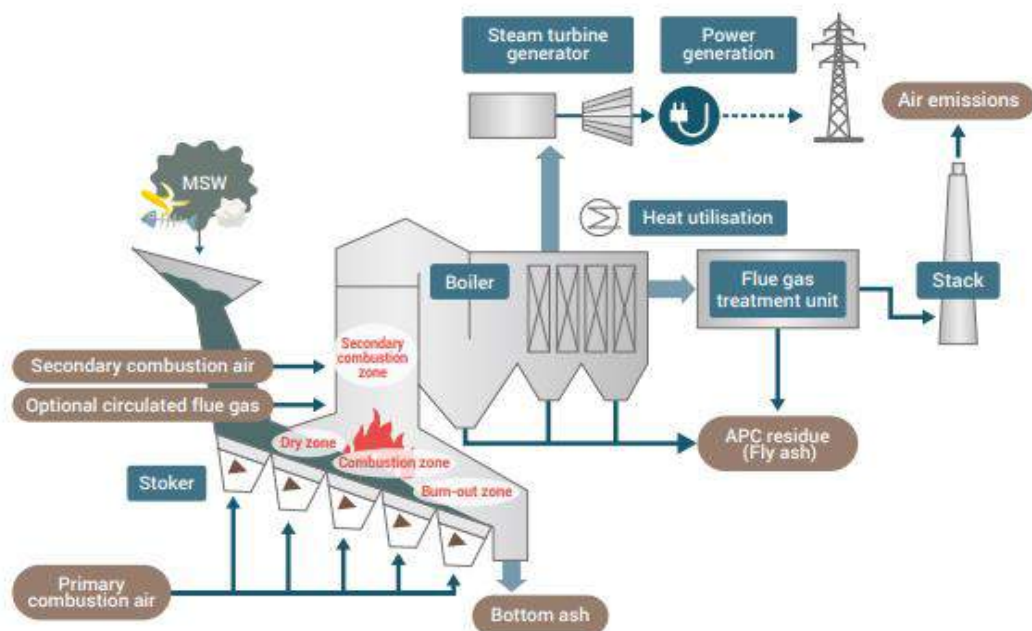 Steam turbine
generator
Power
generation
Air emissions
MSW
Heat utilisation
Boiler
Flue gas
treatment unit
Stack
Secondary
combustion
zone
Secondary combustion air
Optional circulated flue gas
Dry zone
Combustion zone
APC residue
(Fly ash)
Stoker
Burn-out zone
Primary
combustion air
Bottom ash